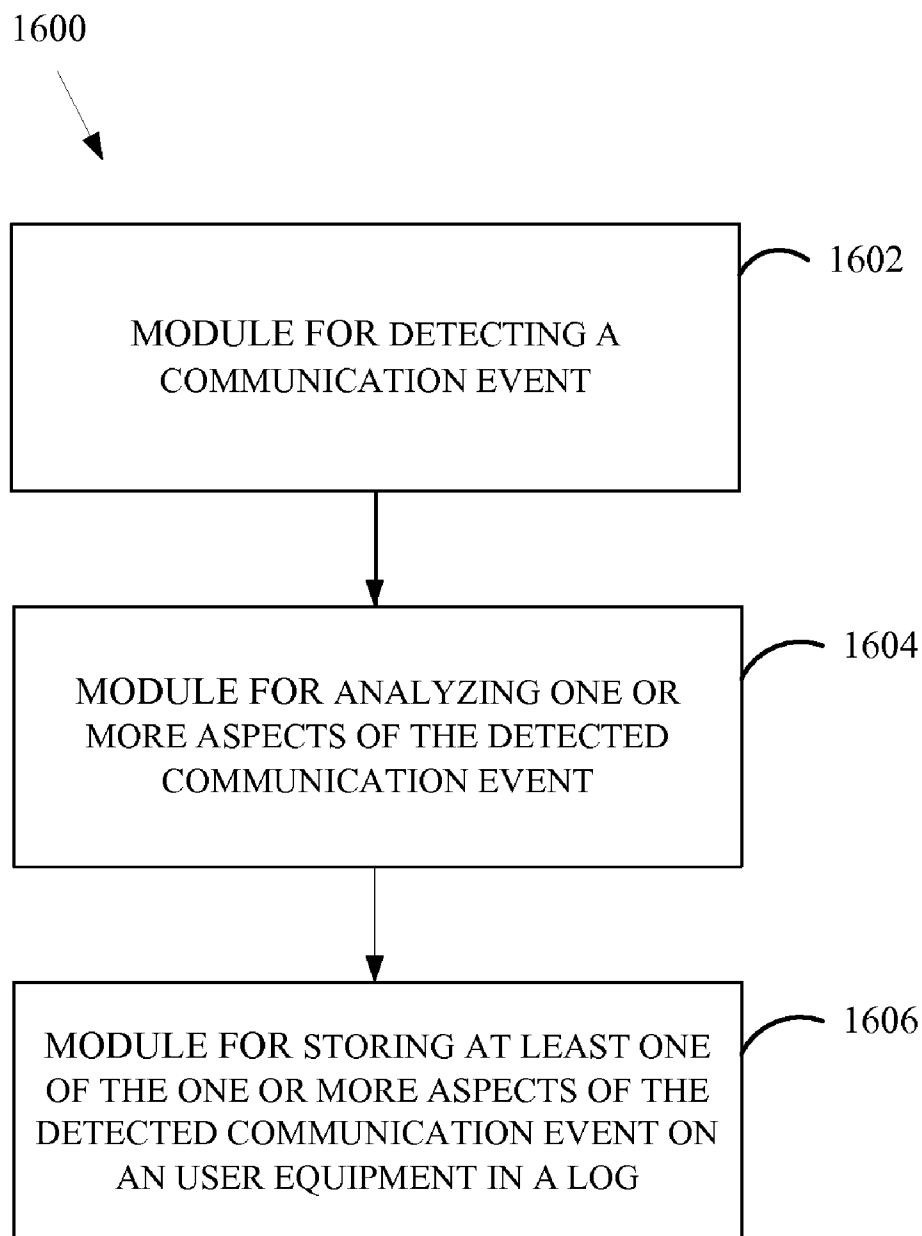 1600
1602
MODULE FOR DETECTING A
COMMUNICATION EVENT
1604
MODULE FOR ANALYZING ONE OR
MORE ASPECTS OF THE DETECTED
COMMUNICATION EVENT
1606
MODULE FOR STORING AT LEAST ONE
OF THE ONE OR MORE ASPECTS OF THE
DETECTED COMMUNICATION EVENT ON
AN USER EQUIPMENT IN A LOG